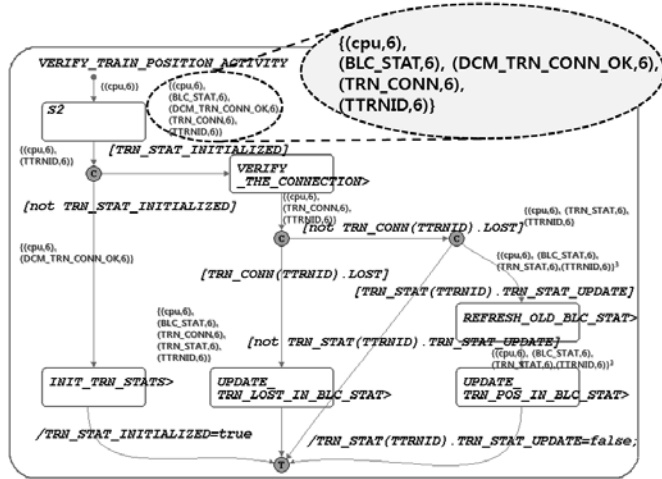 {(cpu,6),
(BLC_STAT,6), (DCM_TRN_CONN_OK,6),
(TRN_CONN,6),
(TTRNID,6)}
VERIFY_TRAIN_POSITION_ACTIVITY
{(cpu,6)}
{(cpu,6),
(BLC_STAT,6),
(DCM_TRN_CONN_OK,6),
(TRN_CONN,6),
(TTRNID,6)}
S2
{(cpu,6),
(TTRNID,6)}
[TRN_STAT_INITIALIZED]
C
VERIFY
_THE_CONNECTION>
[not TRN_STAT_INITIALIZED]
{(cpu,6),
(TRN_CONN,6),
(TTRNID,6)}
{(cpu,6), (TRN_STAT,6),
(TTRNID,6)}
[not TRN_CONN(TTRNID).LOST]
C
C
{(cpu,6),
(DCM_TRN_CONN_OK,6)}
{(cpu,6), (BLC_STAT,6),
(TRN_STAT,6),(TTRNID,6)}³
[TRN_CONN(TTRNID).LOST]
[TRN_STAT(TTRNID).TRN_STAT_UPDATE]
{(cpu,6),
(BLC_STAT,6),
(TRN_CONN,6),
(TRN_STAT,6),
(TTRNID,6)}
REFRESH_OLD_BLC_STAT>
[not TRN_STAT(TTRNID).TRN_STAT_UPDATE]
{(cpu,6), (BLC_STAT,6),
(TRN_STAT,6),(TTRNID,6)}³
INIT_TRN_STATS>
UPDATE_
TRN_LOST_IN_BLC_STAT>
UPDATE_
TRN_POS_IN_BLC_STAT>
/TRN_STAT_INITIALIZED=true
/TRN_STAT(TTRNID).TRN_STAT_UPDATE=false;
T